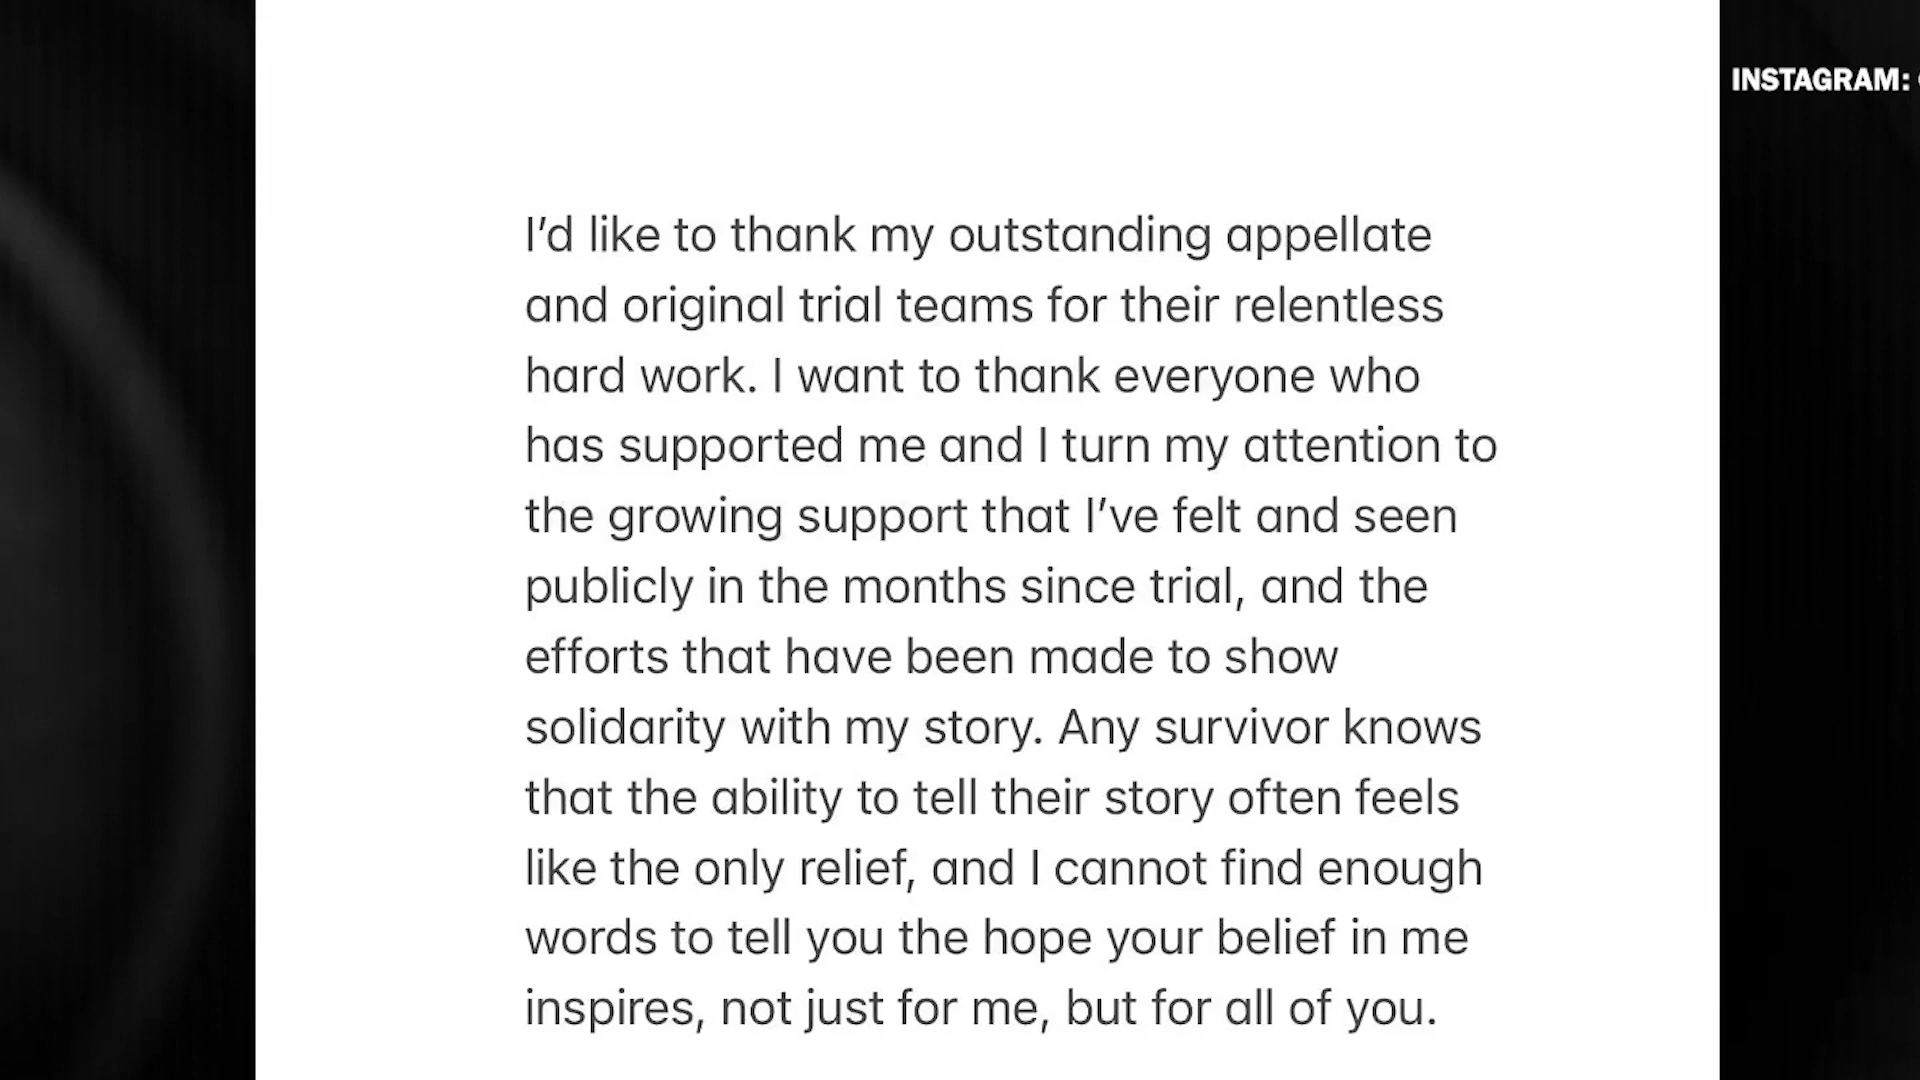 INSTAGRAM:
I'd like to thank my outstanding appellate
and original trial teams for their relentless
hard work. I want to thank everyone who
has supported me and I turn my attention to
the growing support that I've felt and seen
publicly in the months since trial, and the
efforts that have been made to show
solidarity with my story. Any survivor knows
that the ability to tell their story often feels
like the only relief, and I cannot find enough
words to tell you the hope your belief in me
inspires, not just for me, but for all of you.